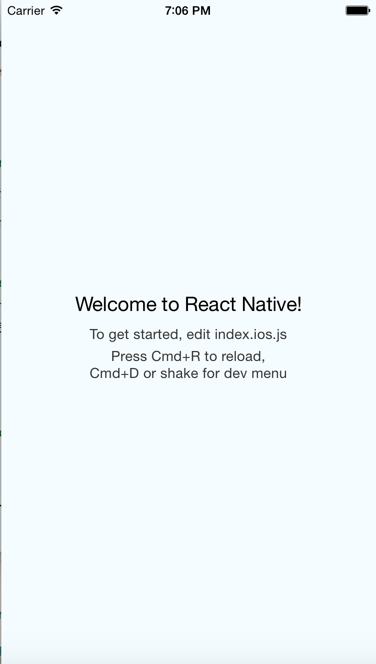 Carrier 7:06 PM
Welcome to React Native!
To get started, edit index.ios.js
Press Cmd+R to reload,
Cmd+D or shake for dev menu